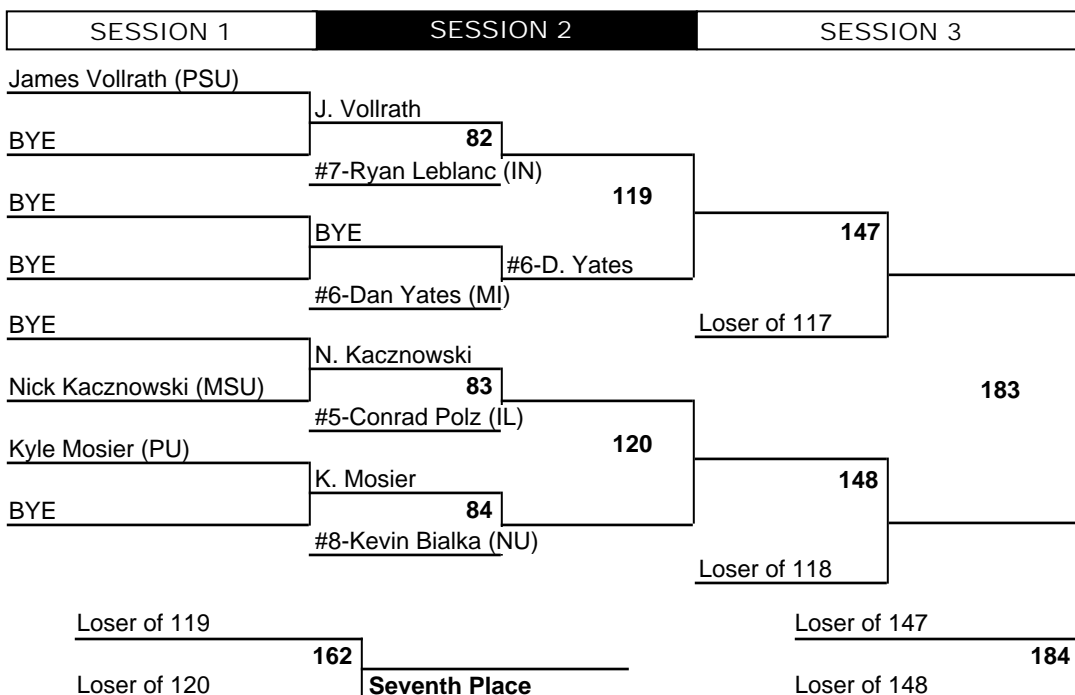 SESSION 1 SESSION 2 SESSION 3
James Vollrath (PSU)
J. Vollrath
BYE
82
#7-Ryan Leblanc (IN)
119
BYE
BYE
147
BYE
#6-D. Yates
#6-Dan Yates (MI)
BYE
Loser of 117
N. Kacznowski
Nick Kacznowski (MSU)
83
183
#5-Conrad Polz (IL)
120
Kyle Mosier (PU)
K. Mosier
148
BYE
84
#8-Kevin Bialka (NU)
Loser of 118
Loser of 119
Loser of 147
162
184
Loser of 120
Seventh Place
Loser of 148